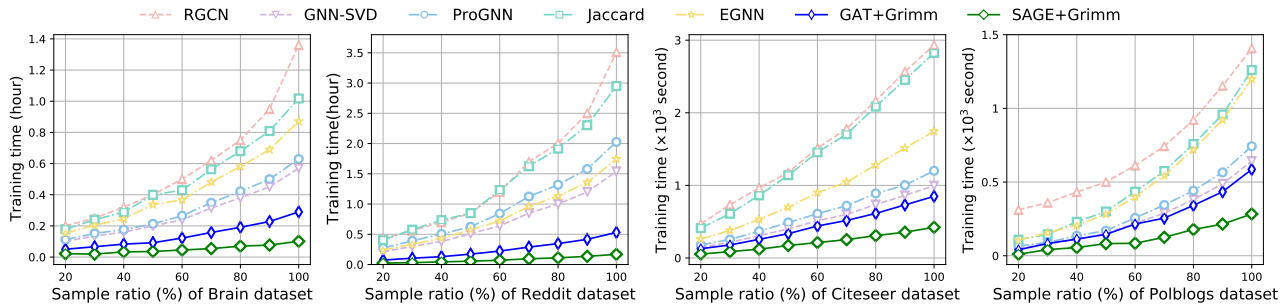 RGCN GNN-SVD ProGNN Jaccard EGNN GAT+Grimm SAGE+Grimm
Training time (hour)
1.4
1.2
1.0
0.8
0.6
0.4
0.2
0.0
20 40 60 80 100
Sample ratio (%) of Brain dataset
Training time(hour)
3.5
3.0
2.5
2.0
1.5
1.0
0.5
0.0
20 40 60 80 100
Sample ratio (%) of Reddit dataset
Training time (×10³ second)
3
2
1
0
20 40 60 80 100
Sample ratio (%) of Citeseer dataset
Training time (×10³ second)
1.5
1.0
0.5
0
20 40 60 80 100
Sample ratio (%) of Polblogs dataset